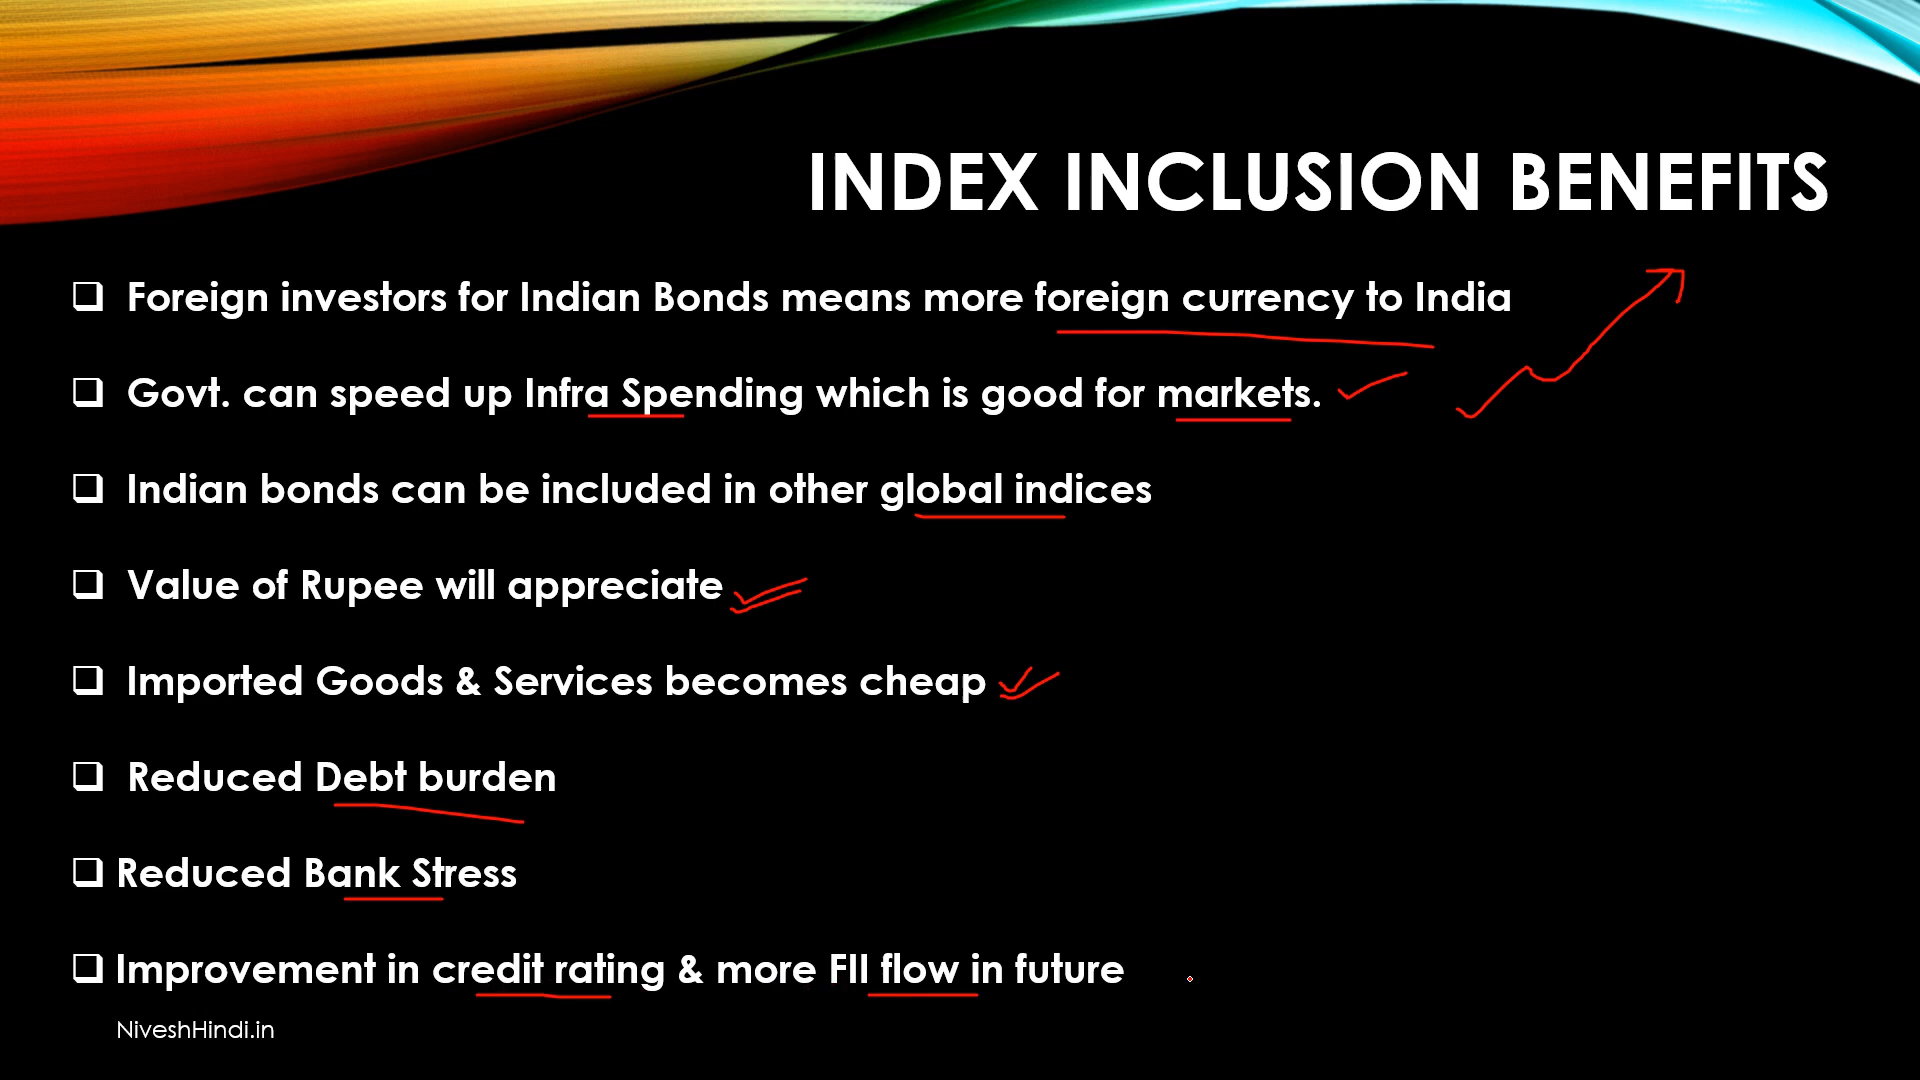 INDEX INCLUSION BENEFITS
Foreign investors for Indian Bonds means more foreign currency to India
Govt. can speed up Infra Spending which is good for markets.
Indian bonds can be included in other global indices
Value of Rupee will appreciate
Imported Goods & Services becomes cheap
Reduced Debt burden
Reduced Bank Stress
Improvement in credit rating & more FII flow in future
NiveshHindi.in